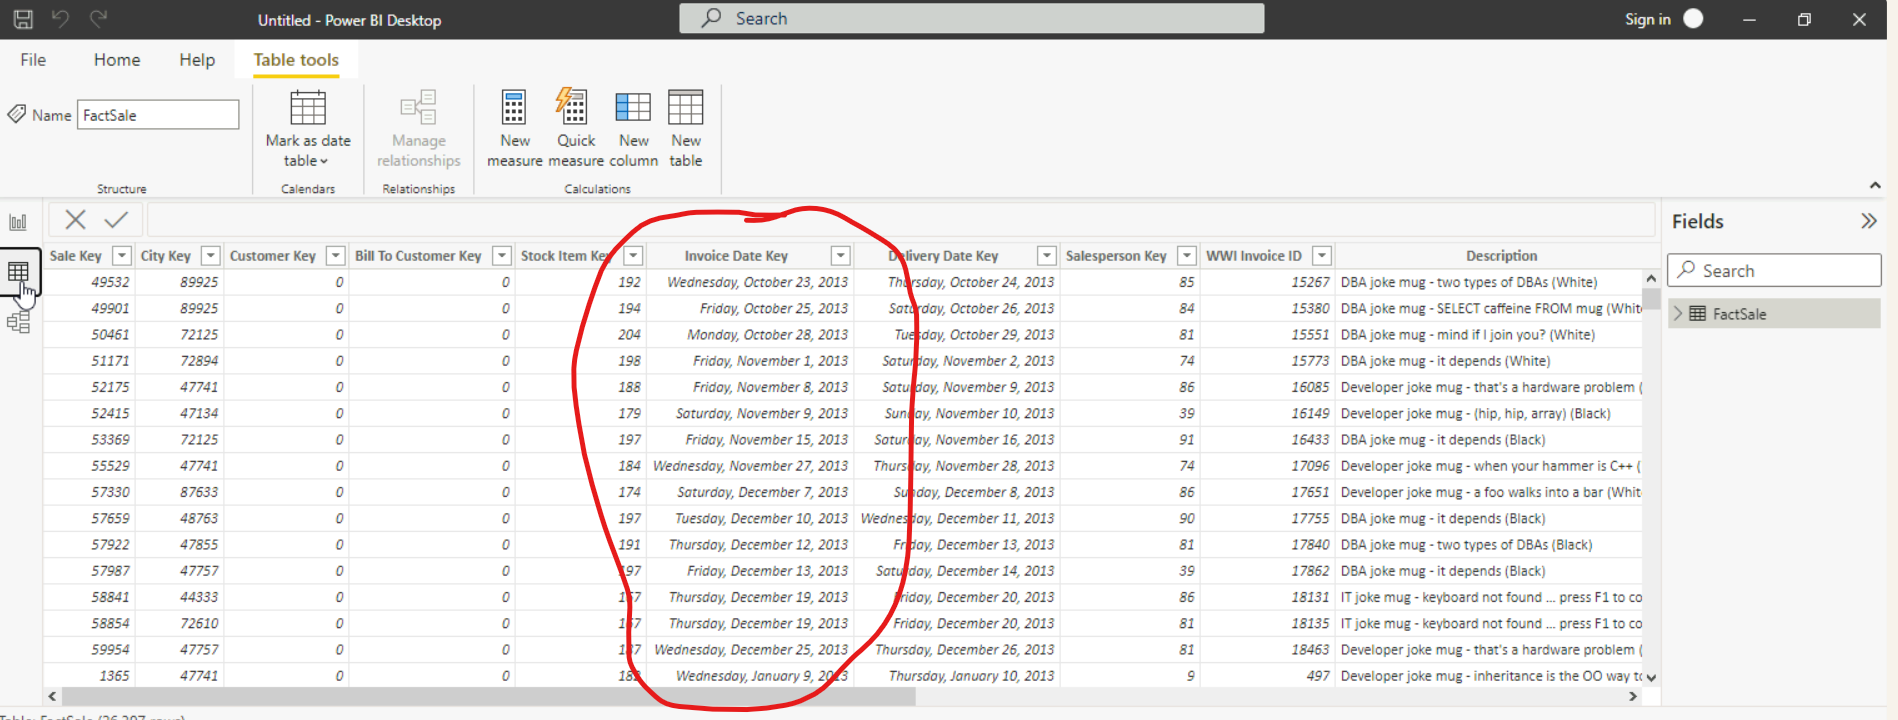 Untitled - Power BI Desktop
Search
Sign in
File Home Help Table tools
Name FactSale
Mark as date table
Manage relationships
New measure
Quick measure
New column
New table
Structure Calendars Relationships Calculations
Sale Key City Key Customer Key Bill To Customer Key Stock Item Key Invoice Date Key Delivery Date Key Salesperson Key WWI Invoice ID Description
49532 89925 0 0 192 Wednesday, October 23, 2013 Thursday, October 24, 2013 85 15267 DBA joke mug - two types of DBAs (White)
49901 89925 0 0 194 Friday, October 25, 2013 Saturday, October 26, 2013 84 15380 DBA joke mug - SELECT caffeine FROM mug (Whit
50461 72125 0 0 204 Monday, October 28, 2013 Tuesday, October 29, 2013 81 15551 DBA joke mug - mind if I join you? (White)
51171 72894 0 0 198 Friday, November 1, 2013 Saturday, November 2, 2013 74 15773 DBA joke mug - it depends (White)
52175 47741 0 0 188 Friday, November 8, 2013 Saturday, November 9, 2013 86 16085 Developer joke mug - that's a hardware problem (
52415 47134 0 0 179 Saturday, November 9, 2013 Sunday, November 10, 2013 39 16149 Developer joke mug - (hip, hip, array) (Black)
53369 72125 0 0 197 Friday, November 15, 2013 Saturday, November 16, 2013 91 16433 DBA joke mug - it depends (Black)
55529 47741 0 0 184 Wednesday, November 27, 2013 Thursday, November 28, 2013 74 17096 Developer joke mug - when your hammer is C++ (
57330 87633 0 0 174 Saturday, December 7, 2013 Sunday, December 8, 2013 86 17651 Developer joke mug - a foo walks into a bar (Whit
57659 48763 0 0 197 Tuesday, December 10, 2013 Wednesday, December 11, 2013 90 17755 DBA joke mug - it depends (Black)
57922 47855 0 0 191 Thursday, December 12, 2013 Friday, December 13, 2013 81 17840 DBA joke mug - two types of DBAs (Black)
57987 47757 0 0 197 Friday, December 13, 2013 Saturday, December 14, 2013 39 17862 DBA joke mug - it depends (Black)
58841 44333 0 0 Thursday, December 19, 2013 Friday, December 20, 2013 86 18131 IT joke mug - keyboard not found ... press F1 to co
58854 72610 0 0 Thursday, December 19, 2013 Friday, December 20, 2013 81 18135 IT joke mug - keyboard not found ... press F1 to co
59954 47757 0 0 Wednesday, December 25, 2013 Thursday, December 26, 2013 81 18463 Developer joke mug - that's a hardware problem (
1365 47741 0 0 Wednesday, January 9, 2013 Thursday, January 10, 2013 9 497 Developer joke mug - inheritance is the OO way to
Fields
Search
FactSale